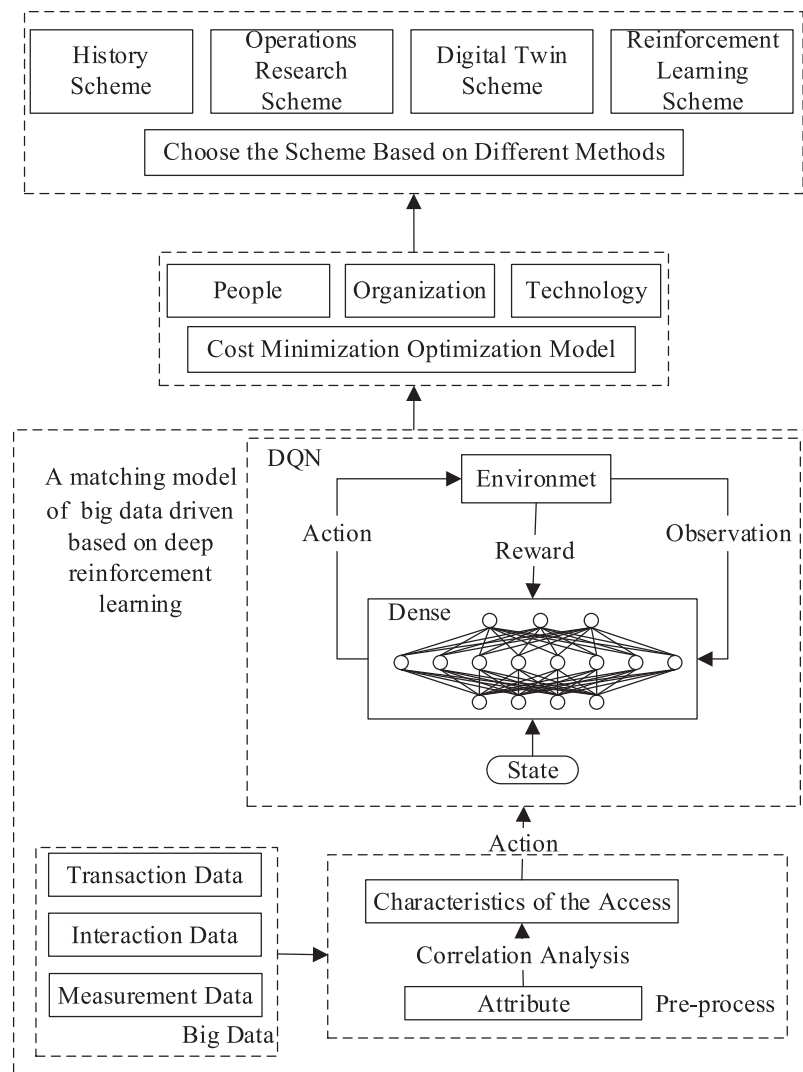 History
Scheme
Operations
Research
Scheme
Digital Twin
Scheme
Reinforcement
Learning
Scheme
Choose the Scheme Based on Different Methods
People
Organization
Technology
Cost Minimization Optimization Model
A matching model
of big data driven
based on deep
reinforcement
learning
DQN
Environmet
Action
Reward
Observation
Dense
State
Action
Transaction Data
Interaction Data
Measurement Data
Big Data
Characteristics of the Access
Correlation Analysis
Attribute
Pre-process